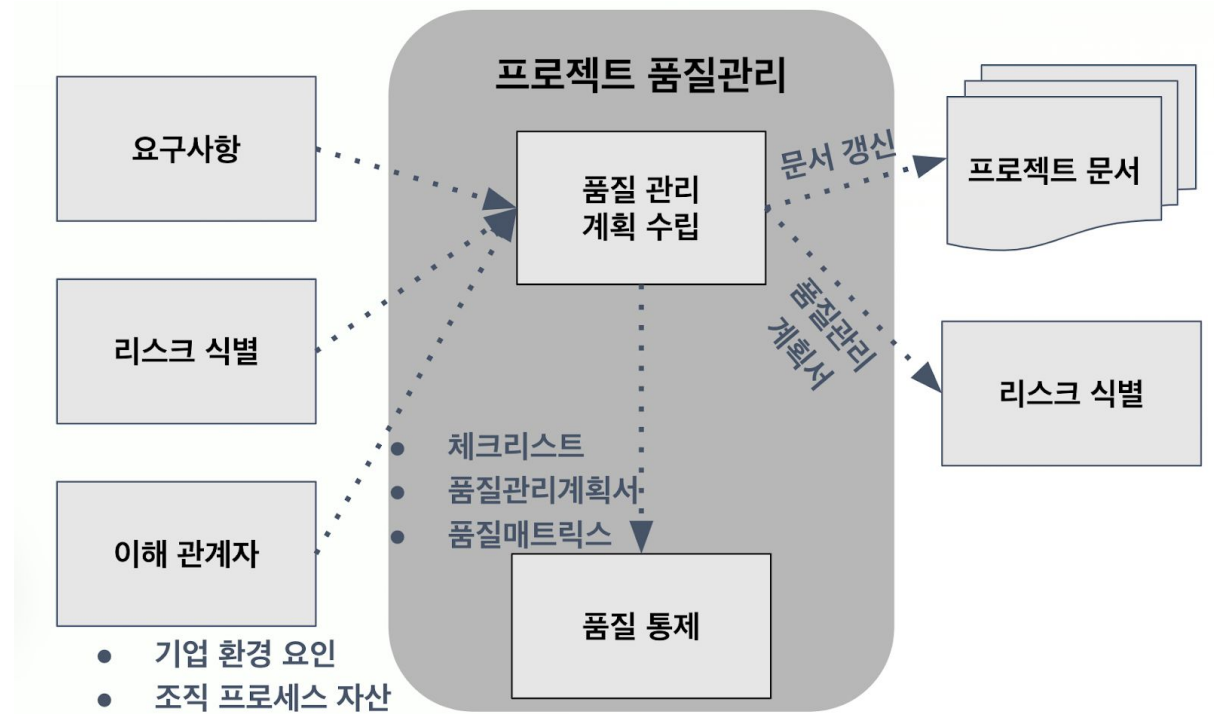 프로젝트 품질관리
요구사항
품질 관리
계획 수립
문서 갱신
프로젝트 문서
리스크 식별
품질관리
계획서
리스크 식별
체크리스트
품질관리계획서
품질매트릭스
이해 관계자
품질 통제
기업 환경 요인
조직 프로세스 자산